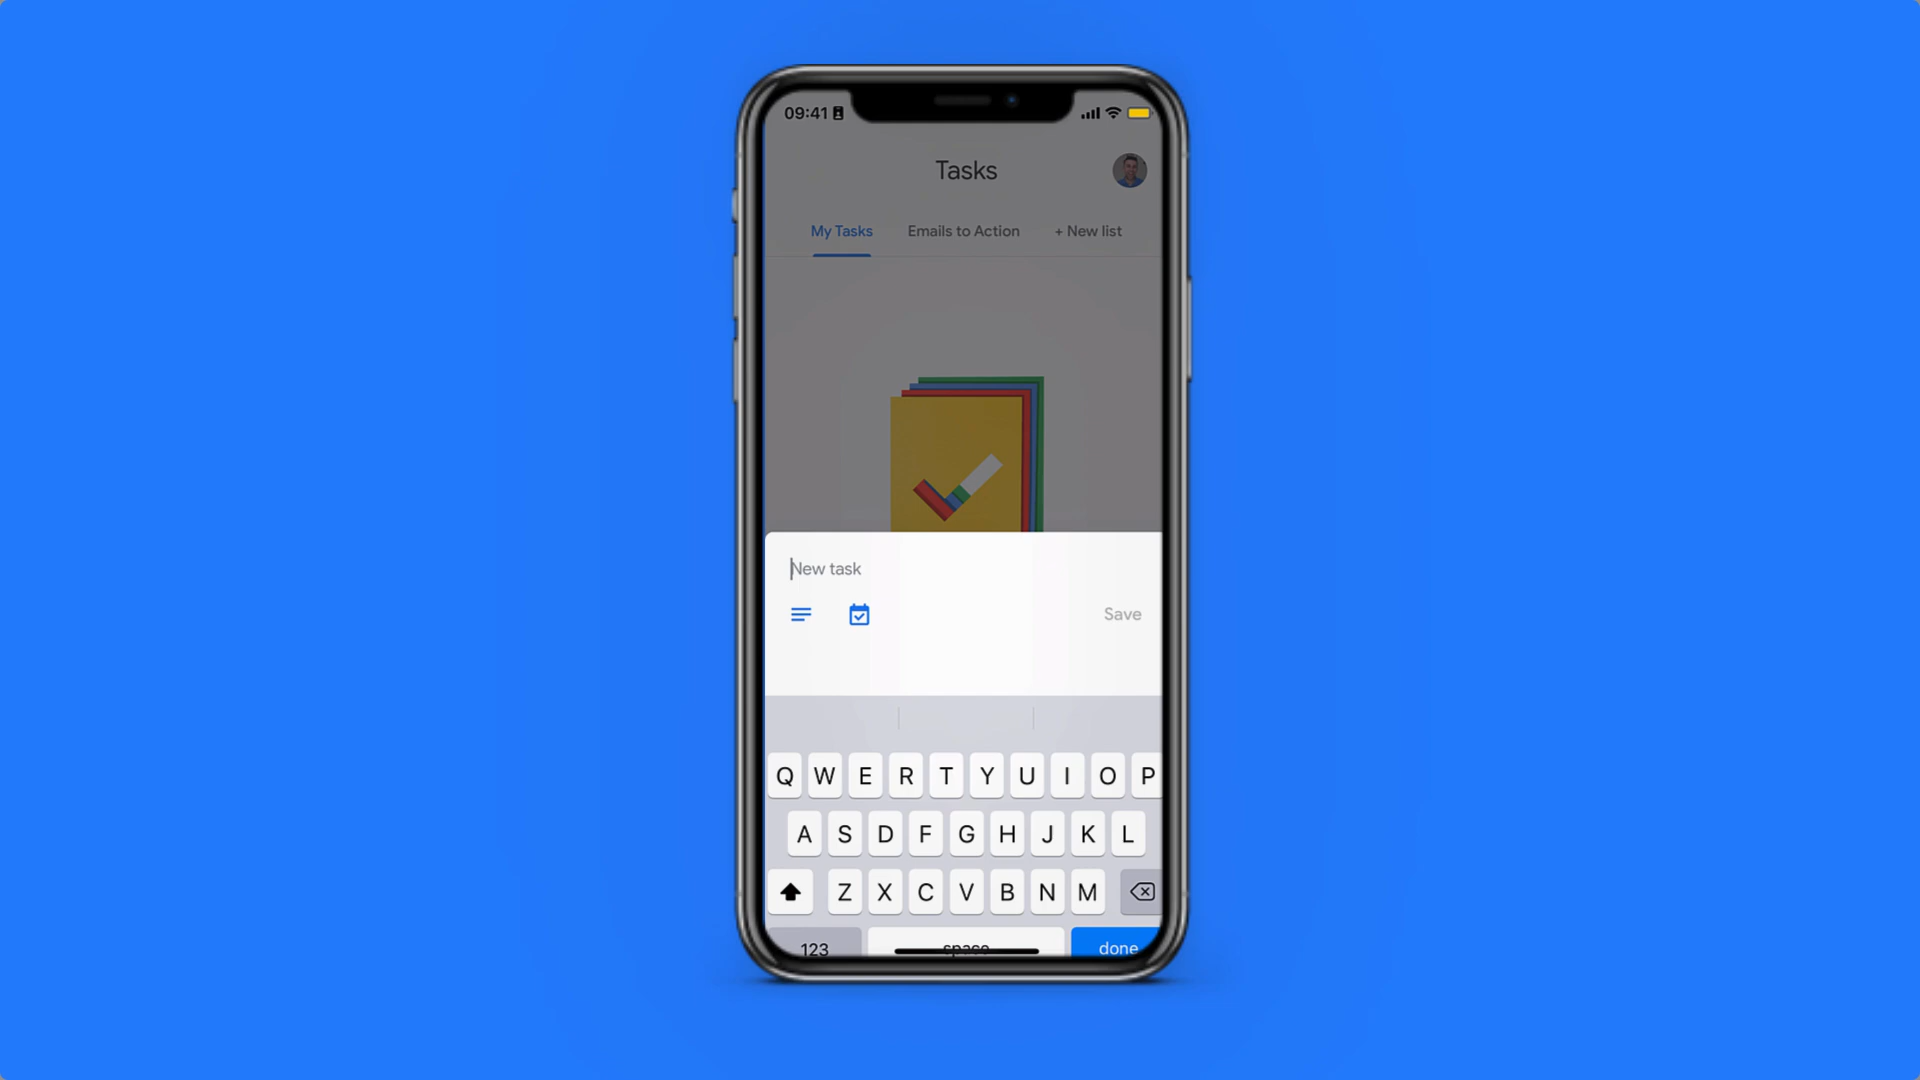 09:41
Tasks
My Tasks Emails to Action + New list
New task
Save
Q W E R T Y U I O P
A S D F G H J K L
Z X C V B N M
123 space done